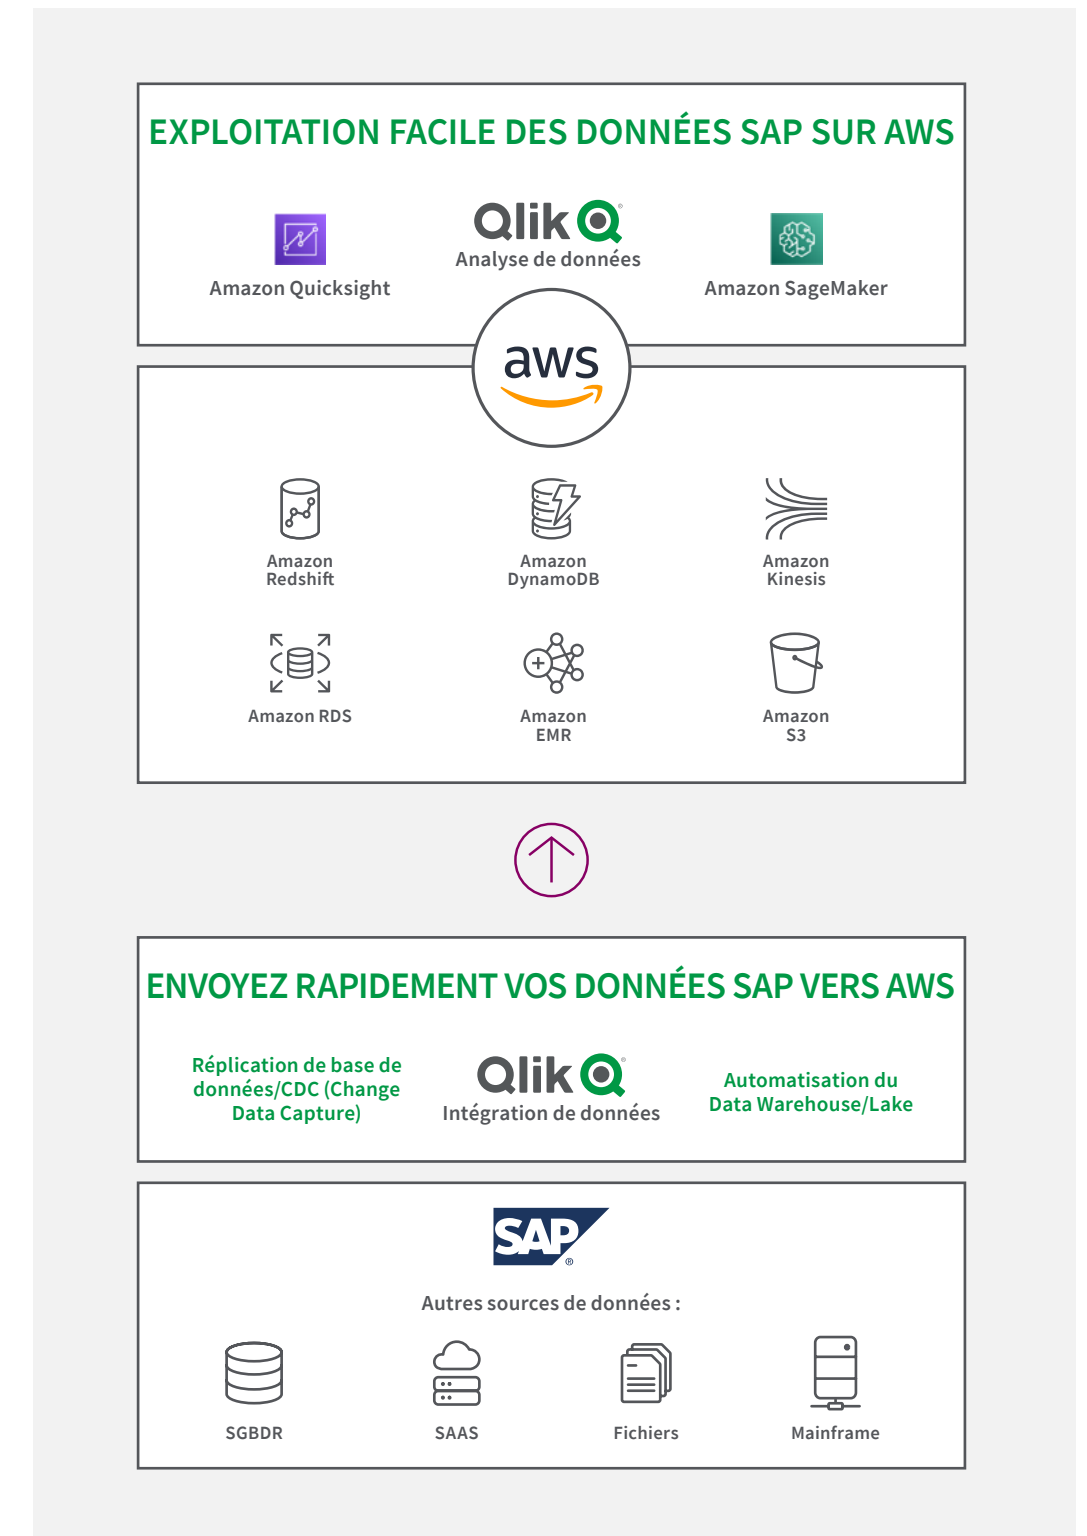 EXPLOITATION FACILE DES DONNÉES SAP SUR AWS
Qlik Q®
Analyse de données
Amazon Quicksight
Amazon SageMaker
aws
Amazon
Redshift
Amazon
DynamoDB
Amazon
Kinesis
Amazon RDS
Amazon
EMR
Amazon
S3
ENVOYEZ RAPIDEMENT VOS DONNÉES SAP VERS AWS
Réplication de base de
données/CDC (Change
Data Capture)
Qlik Q®
Intégration de données
Automatisation du
Data Warehouse/Lake
SAP®
Autres sources de données :
SGBDR
SAAS
Fichiers
Mainframe